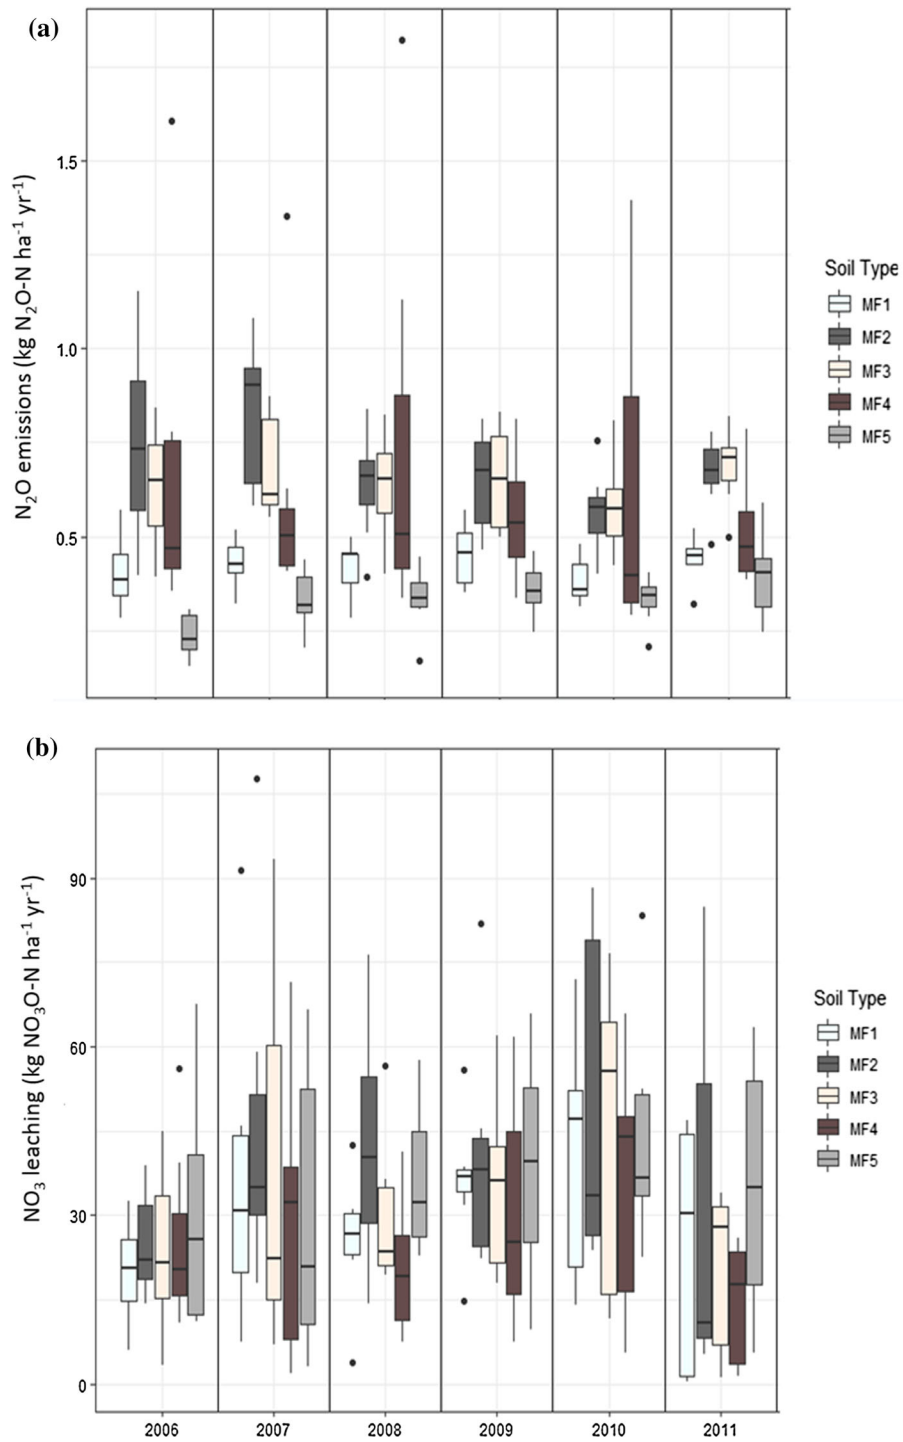 (a)
N₂O emissions (kg N₂O-N ha⁻¹ yr⁻¹)
1.5
1.0
0.5
Soil Type
MF1
MF2
MF3
MF4
MF5
(b)
NO₃ leaching (kg NO₃O-N ha⁻¹ yr⁻¹)
90
60
30
0
Soil Type
MF1
MF2
MF3
MF4
MF5
2006 2007 2008 2009 2010 2011